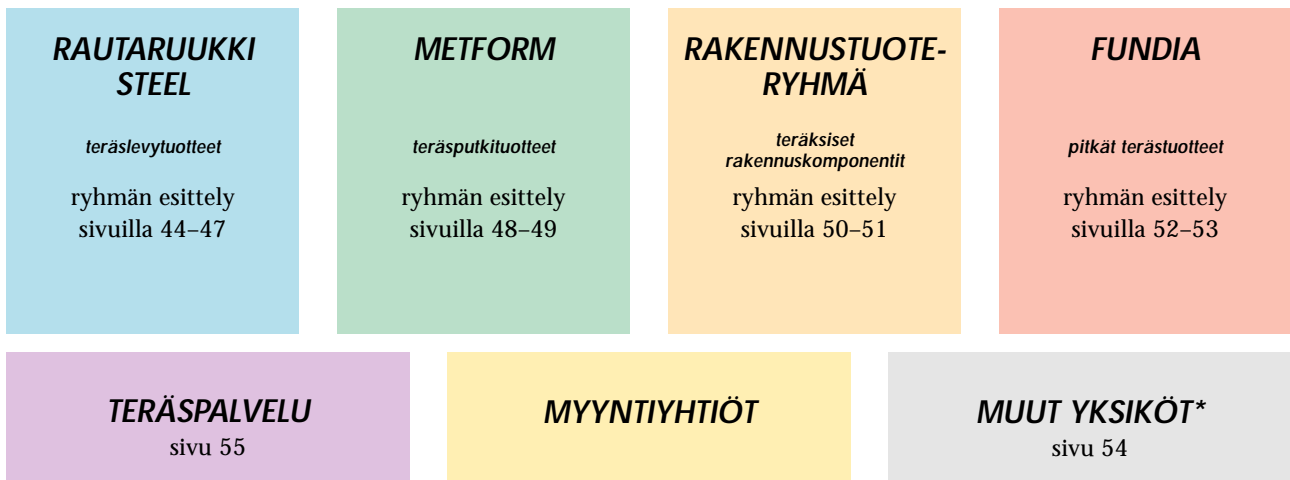 RAUTARUUKKI
STEEL
teräslevytuotteet
ryhmän esittely
sivuilla 44–47
METFORM
teräsputkituotteet
ryhmän esittely
sivuilla 48–49
RAKENNUSTUOTE-
RYHMÄ
teräksiset
rakennuskomponentit
ryhmän esittely
sivuilla 50–51
FUNDIA
pitkät terästuotteet
ryhmän esittely
sivuilla 52–53
TERÄSPALVELU
sivu 55
MYYNTIYHTIÖT
MUUT YKSIKÖT*
sivu 54